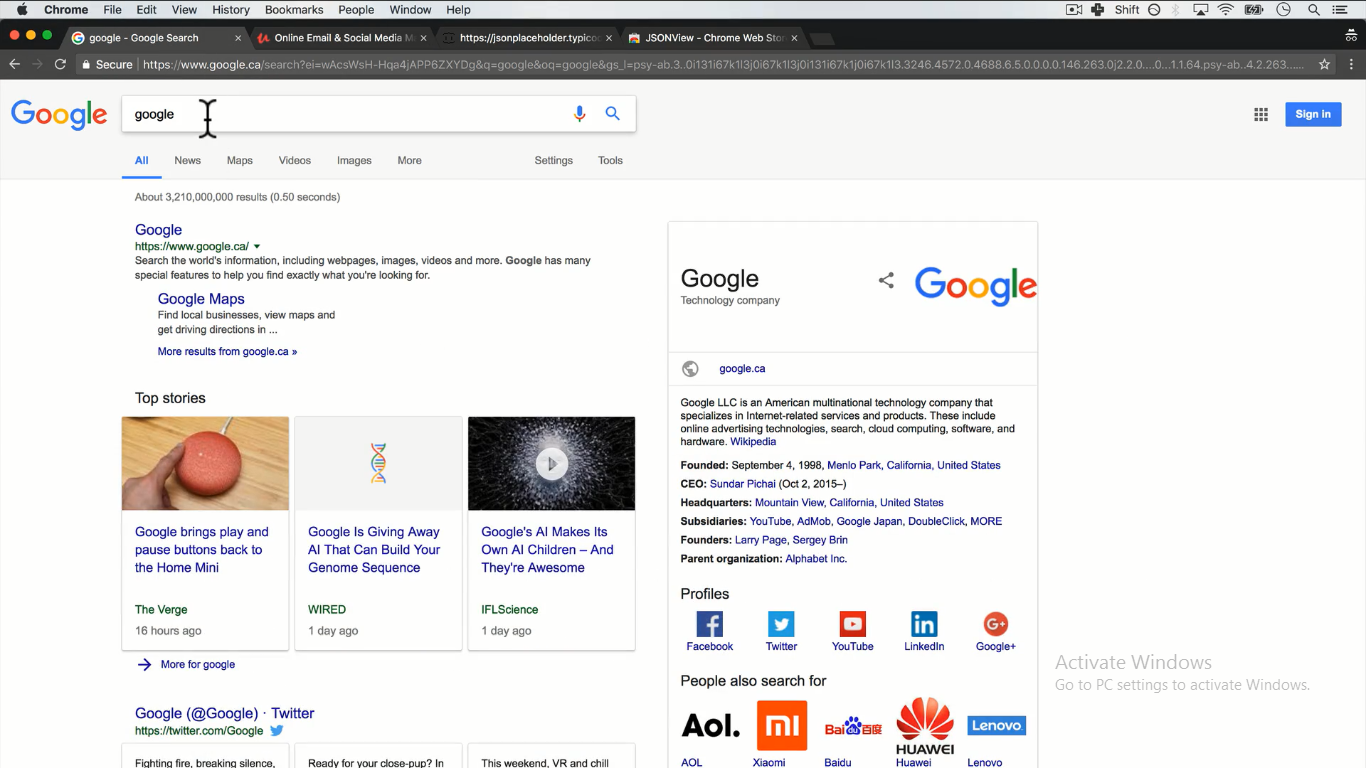 Chrome File Edit View History Bookmarks People Window Help Shift
google - Google Search × Online Email & Social Media M × https://jsonplaceholder.typico × JSONView - Chrome Web Stor ×
Secure https://www.google.ca/search?ei=wAcsWsH-Hqa4jAPP6ZXYDg&q=google&oq=google&gs_l=psy-ab.3..0i131i67k1l3j0i67k1l3j0i131i67k1j0i67k1l3.3246.4572.0.4688.6.5.0.0.0.0.146.263.0j2.2.0....0...1.1.64.psy-ab..4.2.263......
Google google Sign in
All News Maps Videos Images More Settings Tools
About 3,210,000,000 results (0.50 seconds)
Google
https://www.google.ca/
Search the world's information, including webpages, images, videos and more. Google has many
special features to help you find exactly what you're looking for.
Google Maps
Find local businesses, view maps and
get driving directions in ...
More results from google.ca »
Top stories
Google brings play and
pause buttons back to
the Home Mini
The Verge
16 hours ago
Google Is Giving Away
AI That Can Build Your
Genome Sequence
WIRED
1 day ago
Google's AI Makes Its
Own AI Children – And
They're Awesome
IFLScience
1 day ago
More for google
Google (@Google) · Twitter
https://twitter.com/Google
Fighting fire, breaking silence,
Ready for your close-up? In
This weekend, VR and chill
Google
Technology company
Google
google.ca
Google LLC is an American multinational technology company that
specializes in Internet-related services and products. These include
online advertising technologies, search, cloud computing, software, and
hardware. Wikipedia
Founded: September 4, 1998, Menlo Park, California, United States
CEO: Sundar Pichai (Oct 2, 2015–)
Headquarters: Mountain View, California, United States
Subsidiaries: YouTube, AdMob, Google Japan, DoubleClick, MORE
Founders: Larry Page, Sergey Brin
Parent organization: Alphabet Inc.
Profiles
Facebook Twitter YouTube LinkedIn Google+
People also search for
Aol. Bai百度 HUAWEI Lenovo
AOL Xiaomi Baidu Huawei Lenovo
Activate Windows
Go to PC settings to activate Windows.